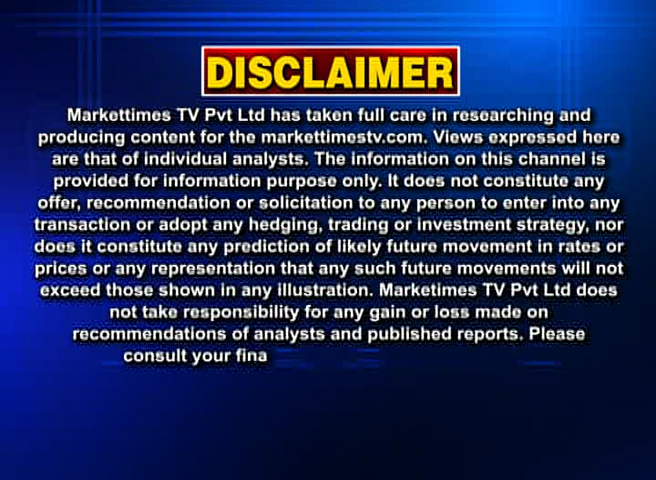 DISCLAIMER
Markettimes TV Pvt Ltd has taken full care in researching and
producing content for the markettimestv.com. Views expressed here
are that of individual analysts. The information on this channel is
provided for information purpose only. It does not constitute any
offer, recommendation or solicitation to any person to enter into any
transaction or adopt any hedging, trading or investment strategy, nor
does it constitute any prediction of likely future movement in rates or
prices or any representation that any such future movements will not
exceed those shown in any illustration. Marketimes TV Pvt Ltd does
not take responsibility for any gain or loss made on
recommendations of analysts and published reports. Please
consult your fina